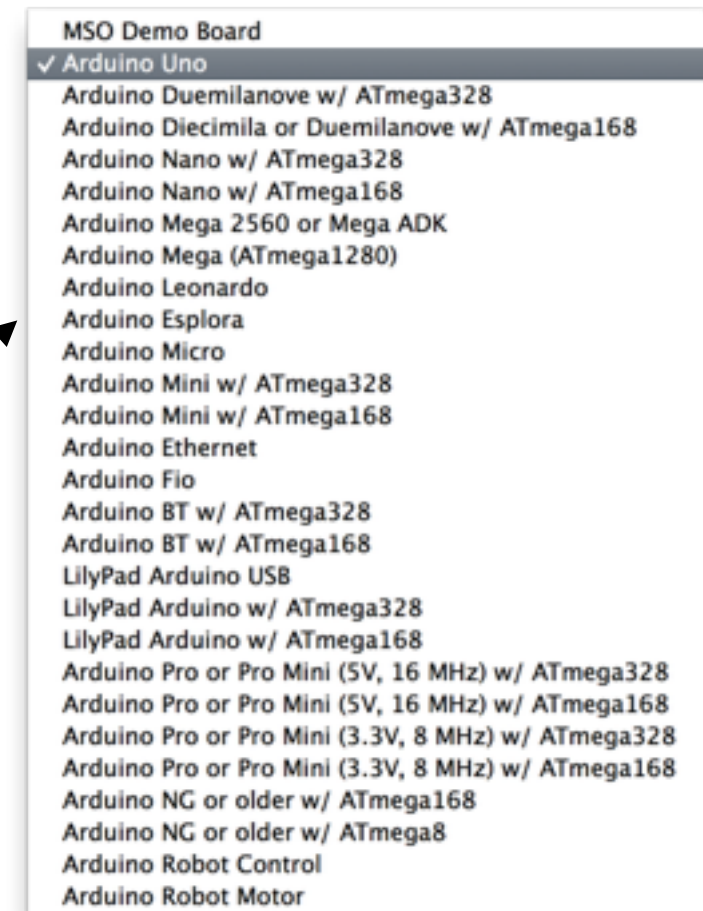 MSO Demo Board
✓ Arduino Uno
Arduino Duemilanove w/ ATmega328
Arduino Diecimila or Duemilanove w/ ATmega168
Arduino Nano w/ ATmega328
Arduino Nano w/ ATmega168
Arduino Mega 2560 or Mega ADK
Arduino Mega (ATmega1280)
Arduino Leonardo
Arduino Esplora
Arduino Micro
Arduino Mini w/ ATmega328
Arduino Mini w/ ATmega168
Arduino Ethernet
Arduino Fio
Arduino BT w/ ATmega328
Arduino BT w/ ATmega168
LilyPad Arduino USB
LilyPad Arduino w/ ATmega328
LilyPad Arduino w/ ATmega168
Arduino Pro or Pro Mini (5V, 16 MHz) w/ ATmega328
Arduino Pro or Pro Mini (5V, 16 MHz) w/ ATmega168
Arduino Pro or Pro Mini (3.3V, 8 MHz) w/ ATmega328
Arduino Pro or Pro Mini (3.3V, 8 MHz) w/ ATmega168
Arduino NG or older w/ ATmega168
Arduino NG or older w/ ATmega8
Arduino Robot Control
Arduino Robot Motor